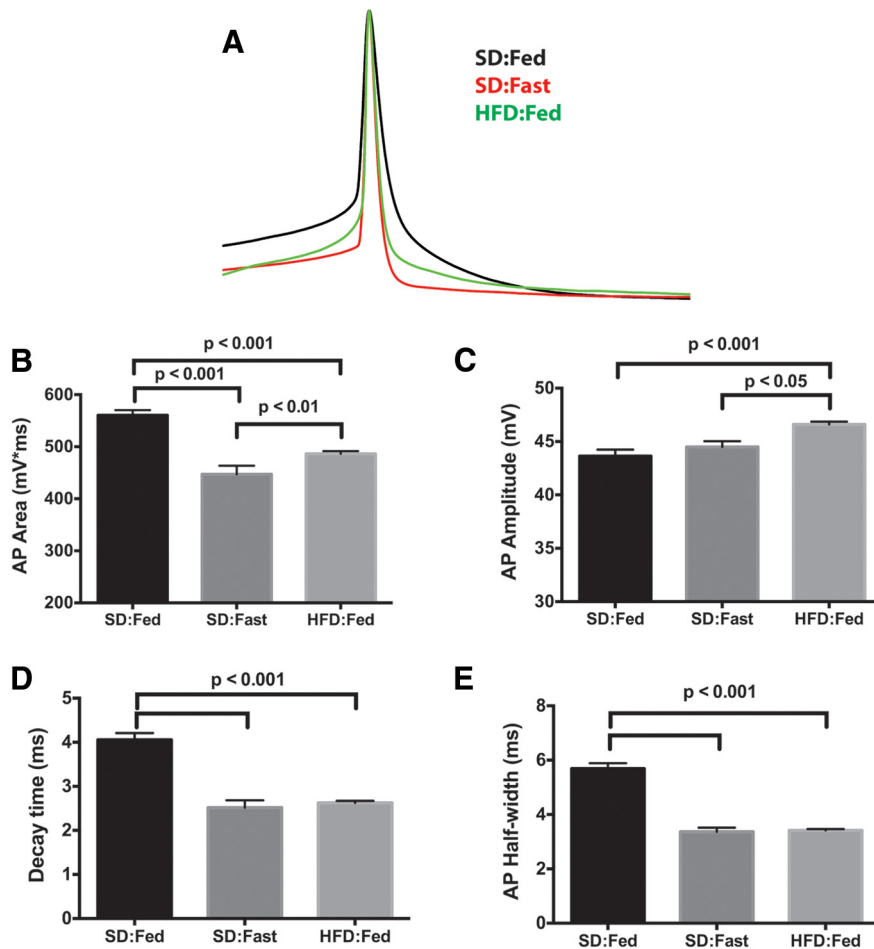 A
SD:Fed
SD:Fast
HFD:Fed
B
p < 0.001
p < 0.001
p < 0.01
AP Area (mV*ms)
600
500
400
300
200
SD:Fed SD:Fast HFD:Fed
C
p < 0.001
p < 0.05
AP Amplitude (mV)
50
45
40
35
30
SD:Fed SD:Fast HFD:Fed
D
p < 0.001
Decay time (ms)
5
4
3
2
1
0
SD:Fed SD:Fast HFD:Fed
E
p < 0.001
AP Half-width (ms)
8
6
4
2
0
SD:Fed SD:Fast HFD:Fed